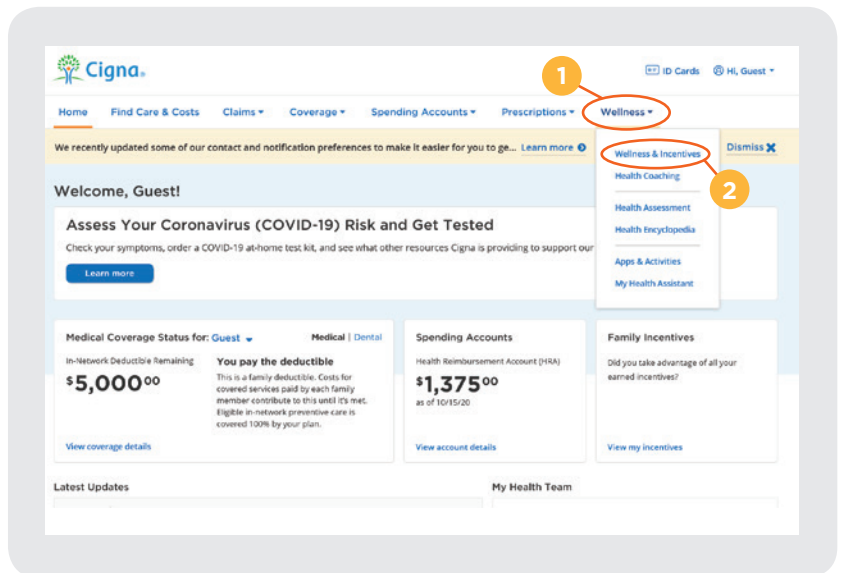 Cigna®
1
ID Cards Hi, Guest
Home Find Care & Costs Claims Coverage Spending Accounts Prescriptions Wellness
We recently updated some of our contact and notification preferences to make it easier for you to ge... Learn more Dismiss
Wellness & Incentives
2
Health Coaching
Health Assessment
Health Encyclopedia
Apps & Activities
My Health Assistant
Welcome, Guest!
Assess Your Coronavirus (COVID-19) Risk and Get Tested
Check your symptoms, order a COVID-19 at-home test kit, and see what other resources Cigna is providing to support our
Learn more
Medical Coverage Status for: Guest Medical | Dental
In-Network Deductible Remaining
$5,00000
You pay the deductible
This is a family deductible. Costs for
covered services paid by each family
member contribute to this until it's met.
Eligible in-network preventive care is
covered 100% by your plan.
View coverage details
Spending Accounts
Health Reimbursement Account (HRA)
$1,37500
as of 10/15/20
View account details
Family Incentives
Did you take advantage of all your
earned incentives?
View my incentives
Latest Updates
My Health Team